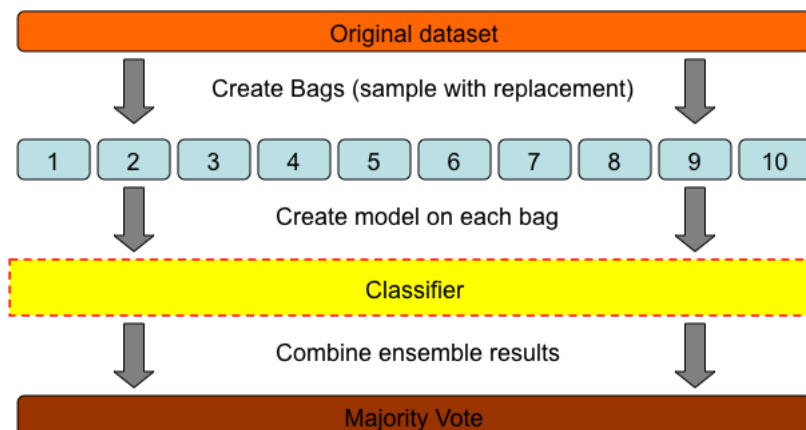 Original dataset
Create Bags (sample with replacement)
1 2 3 4 5 6 7 8 9 10
Create model on each bag
Classifier
Combine ensemble results
Majority Vote